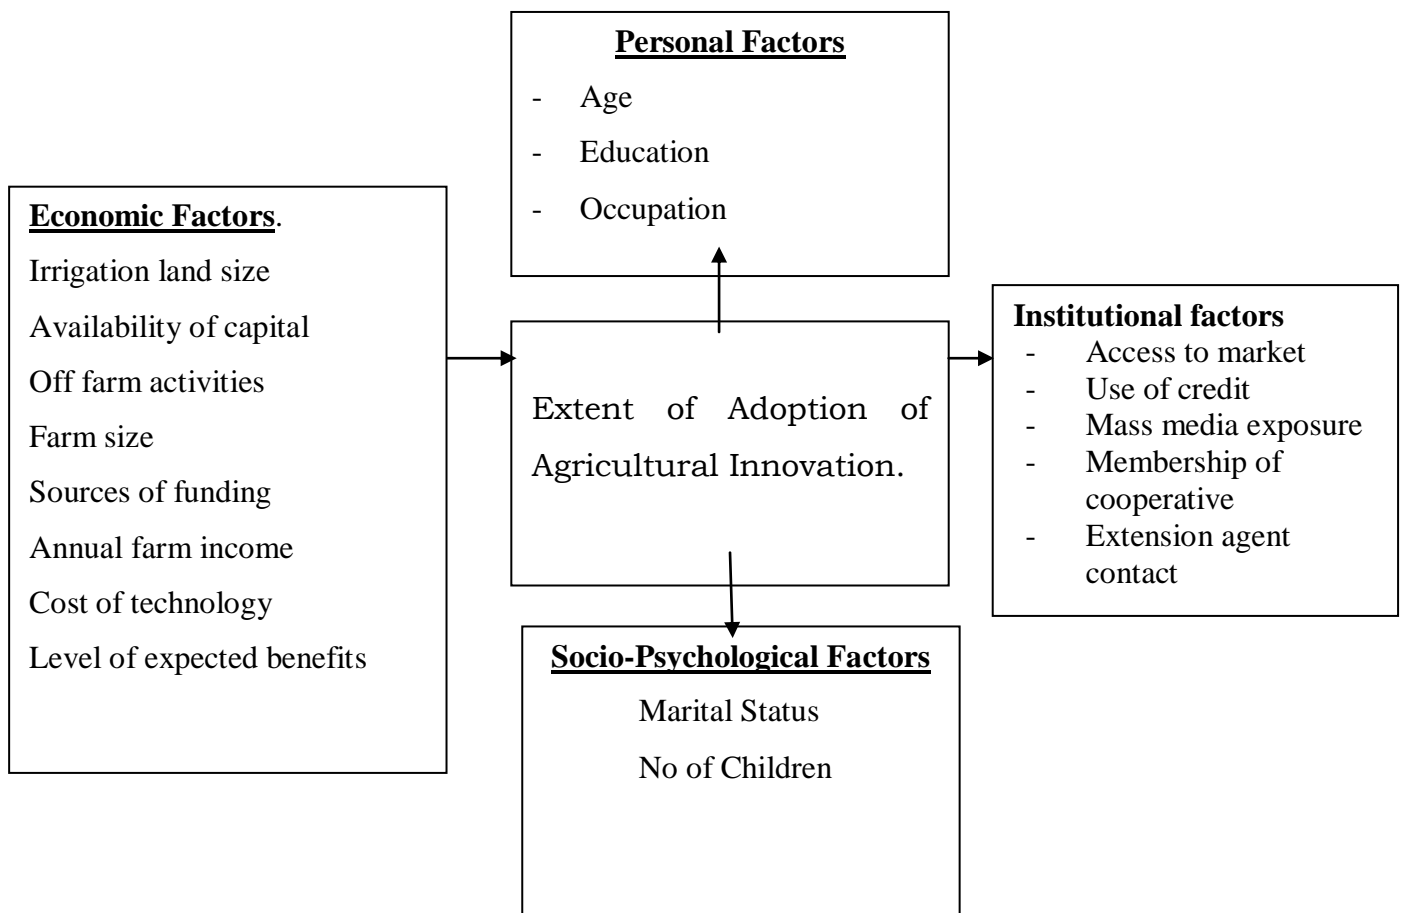 Personal Factors
- Age
- Education
- Occupation
Economic Factors.
Irrigation land size
Availability of capital
Off farm activities
Farm size
Sources of funding
Annual farm income
Cost of technology
Level of expected benefits
Extent of Adoption of
Agricultural Innovation.
Institutional factors
- Access to market
- Use of credit
- Mass media exposure
- Membership of
cooperative
- Extension agent
contact
Socio-Psychological Factors
Marital Status
No of Children